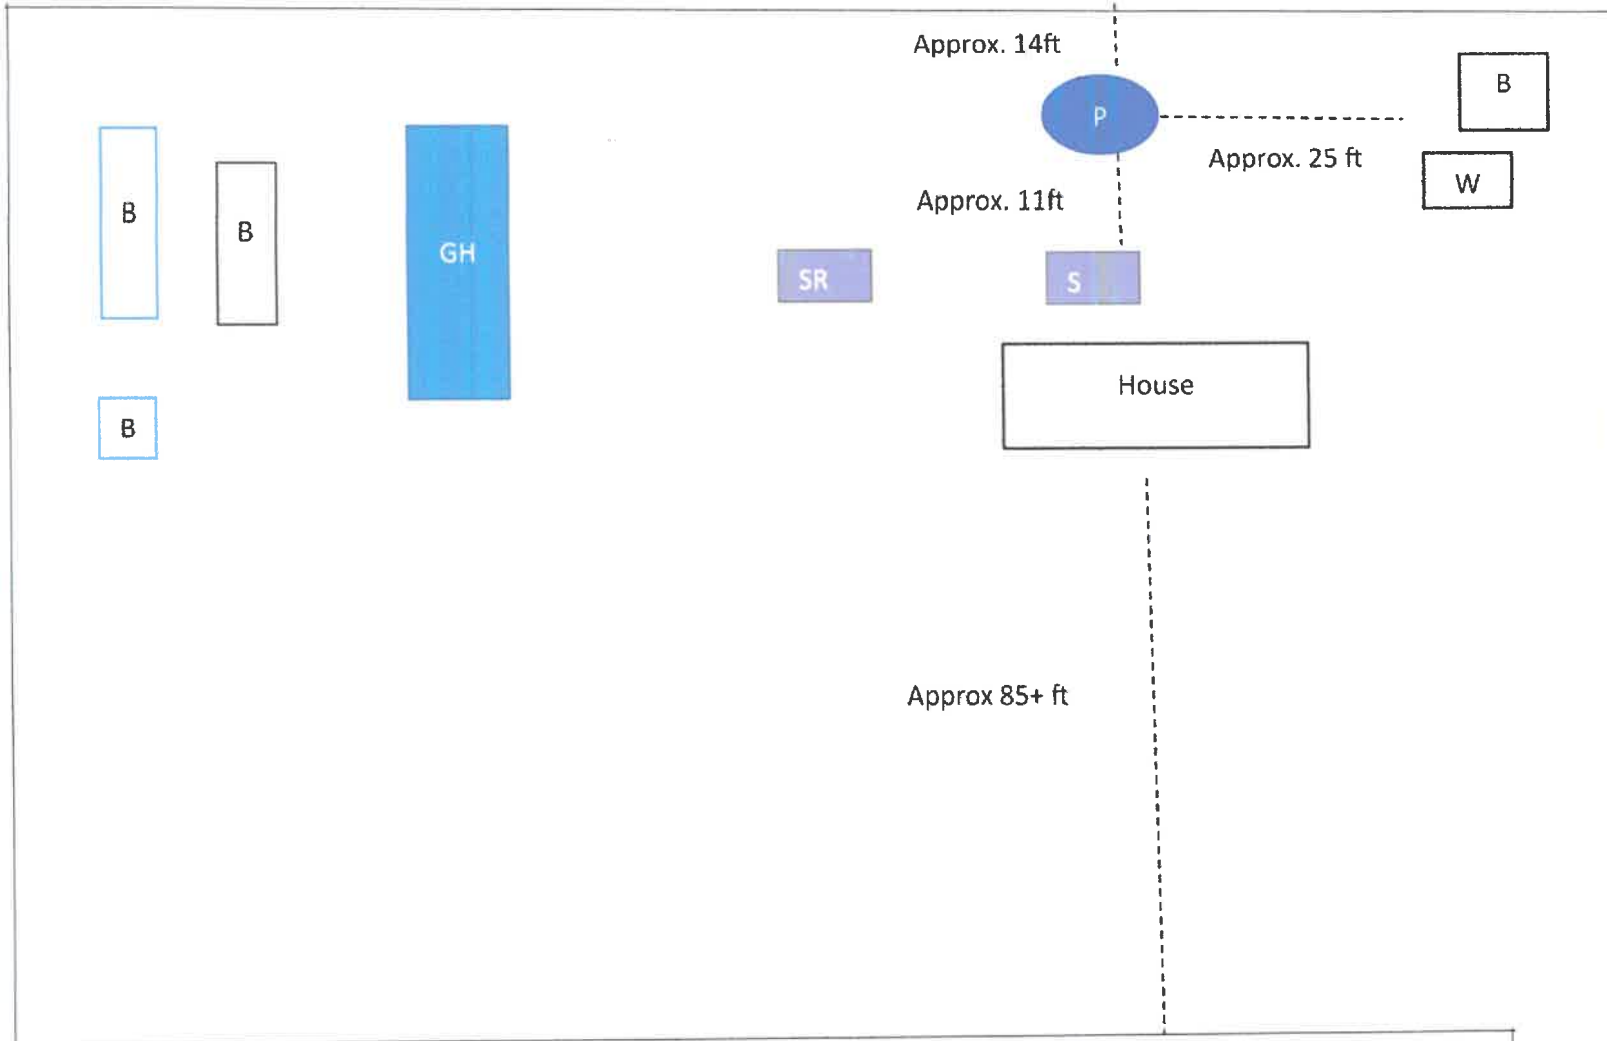 Approx. 14ft
B
P
Approx. 25 ft
W
B
B
Approx. 11ft
GH
SR
S
House
B
Approx 85+ ft